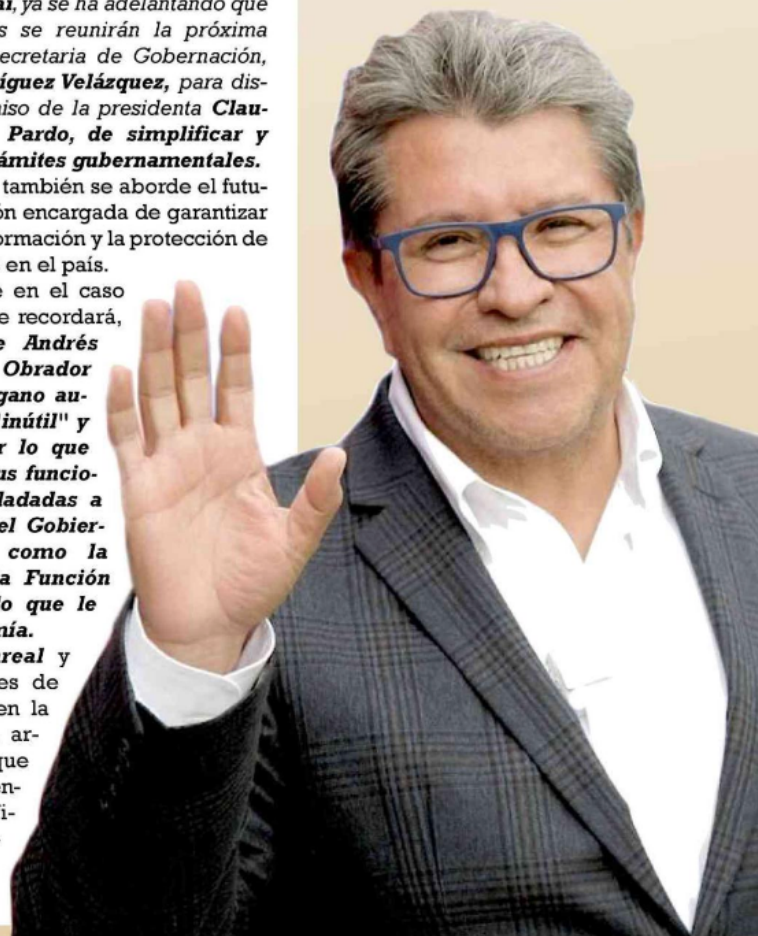 ai, ya se ha adelantando que
s se reunirán la próxima
ecretaria de Gobernación,
íguez Velázquez, para dis-
niso de la presidenta Clau-
Pardo, de simplificar y
ámites gubernamentales.
también se aborde el futu-
ón encargada de garantizar
ormación y la protección de
en el país.
e en el caso
e recordará,
e Andrés
Obrador
gano au-
inútil" y
r lo que
us funcio-
ladadas a
el Gobier-
como la
a Función
lo que le
nía.
real y
es de
en la
ar-
que
en-
i-